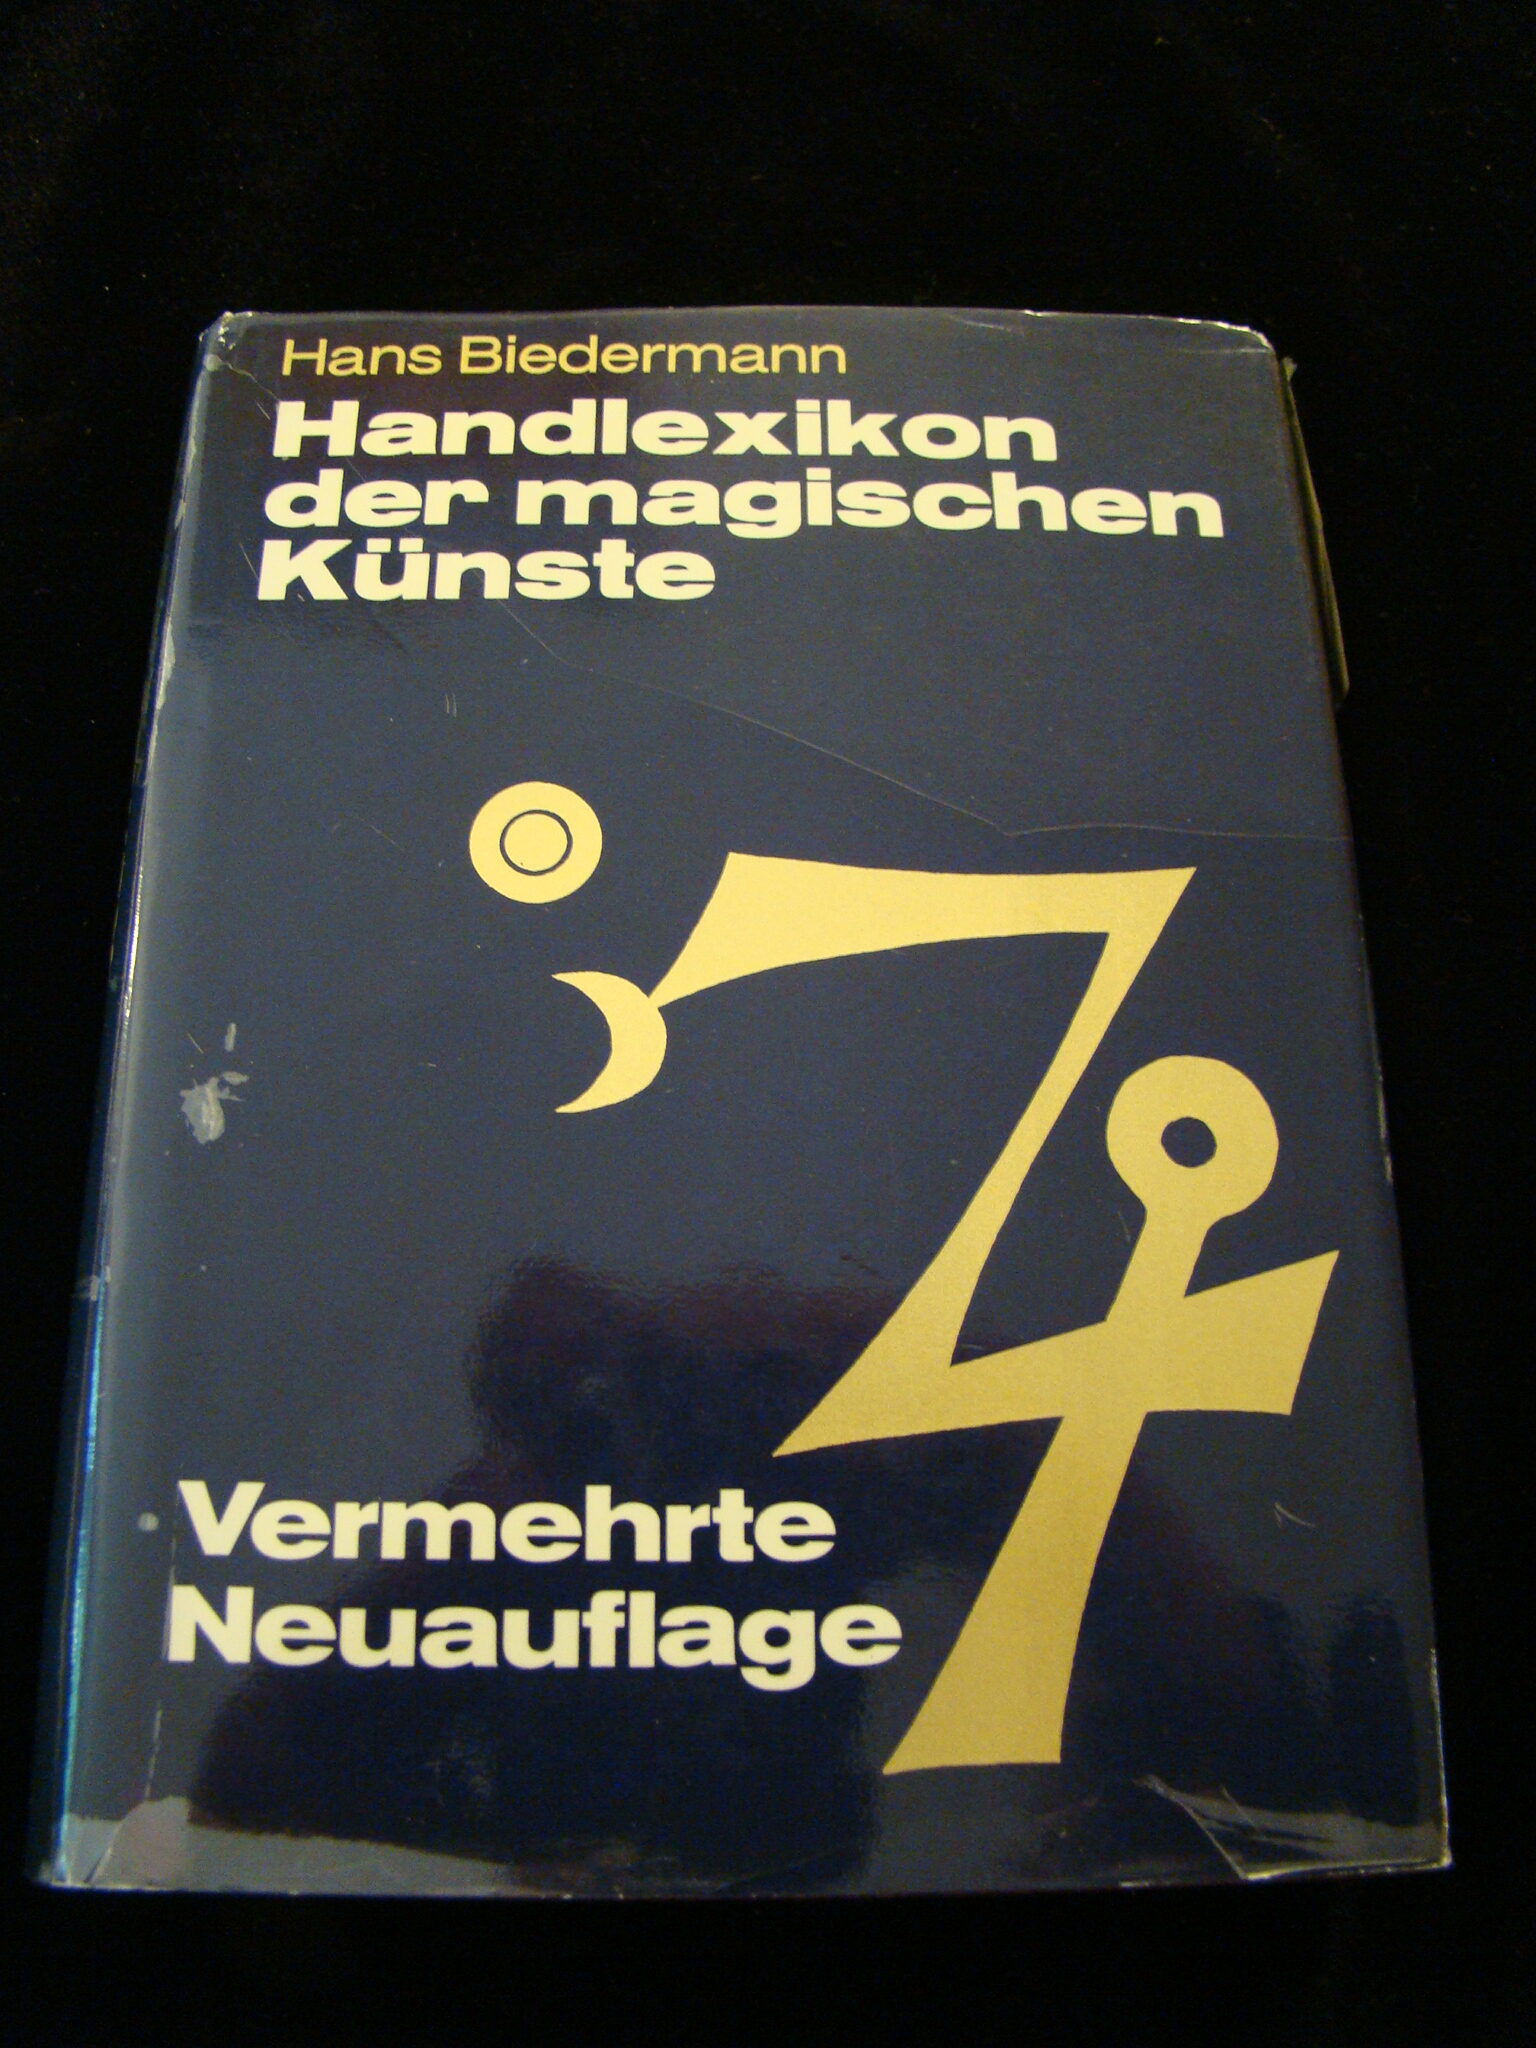 Hans Biedermann
Handlexikon
der magischen
Künste
Vermehrte
Neuauflage